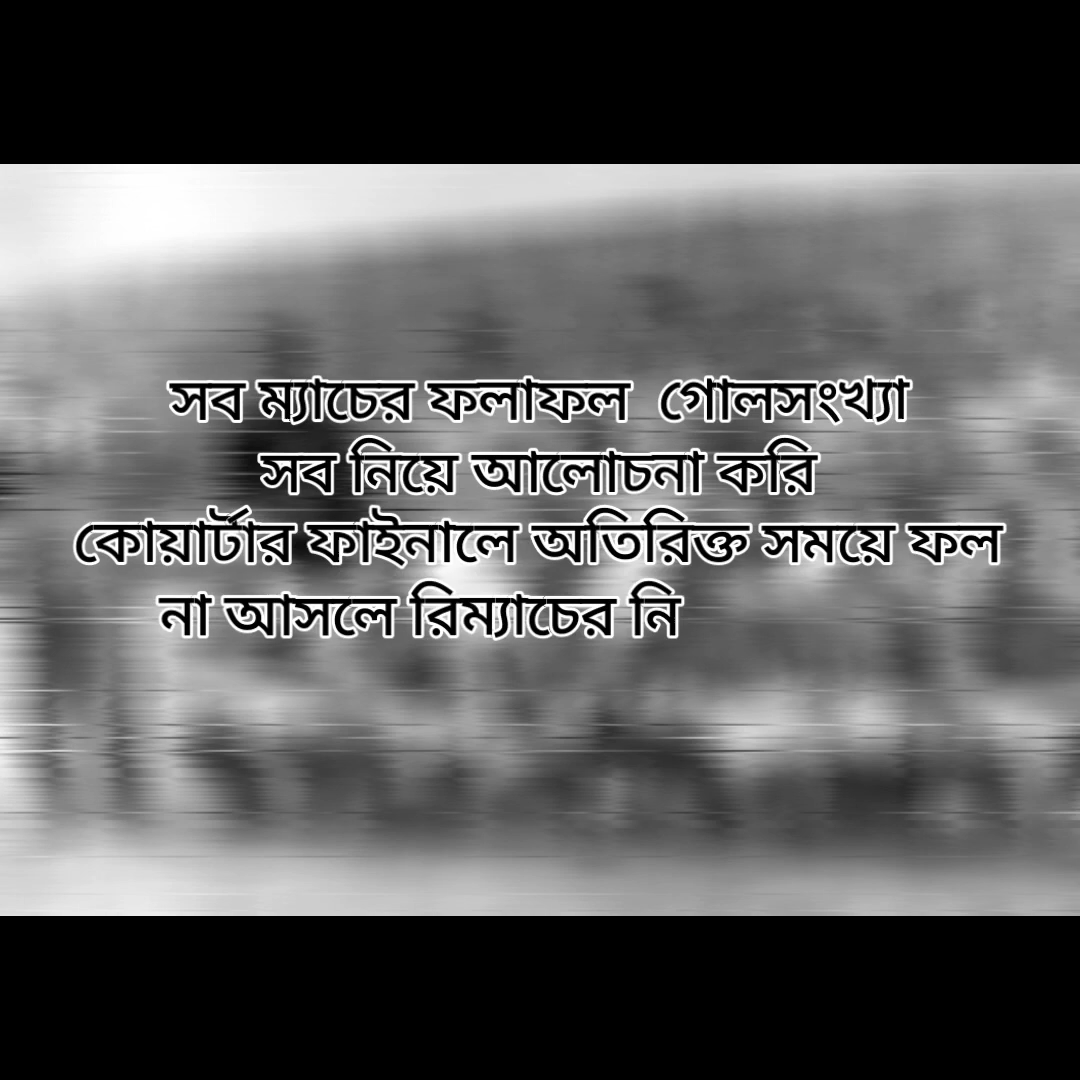 সব ম্যাচের ফলাফল গোলসংখ্যা
সব নিয়ে আলোচনা করি
কোয়ার্টার ফাইনালে অতিরিক্ত সময়ে ফল
না আসলে রিম্যাচের নি